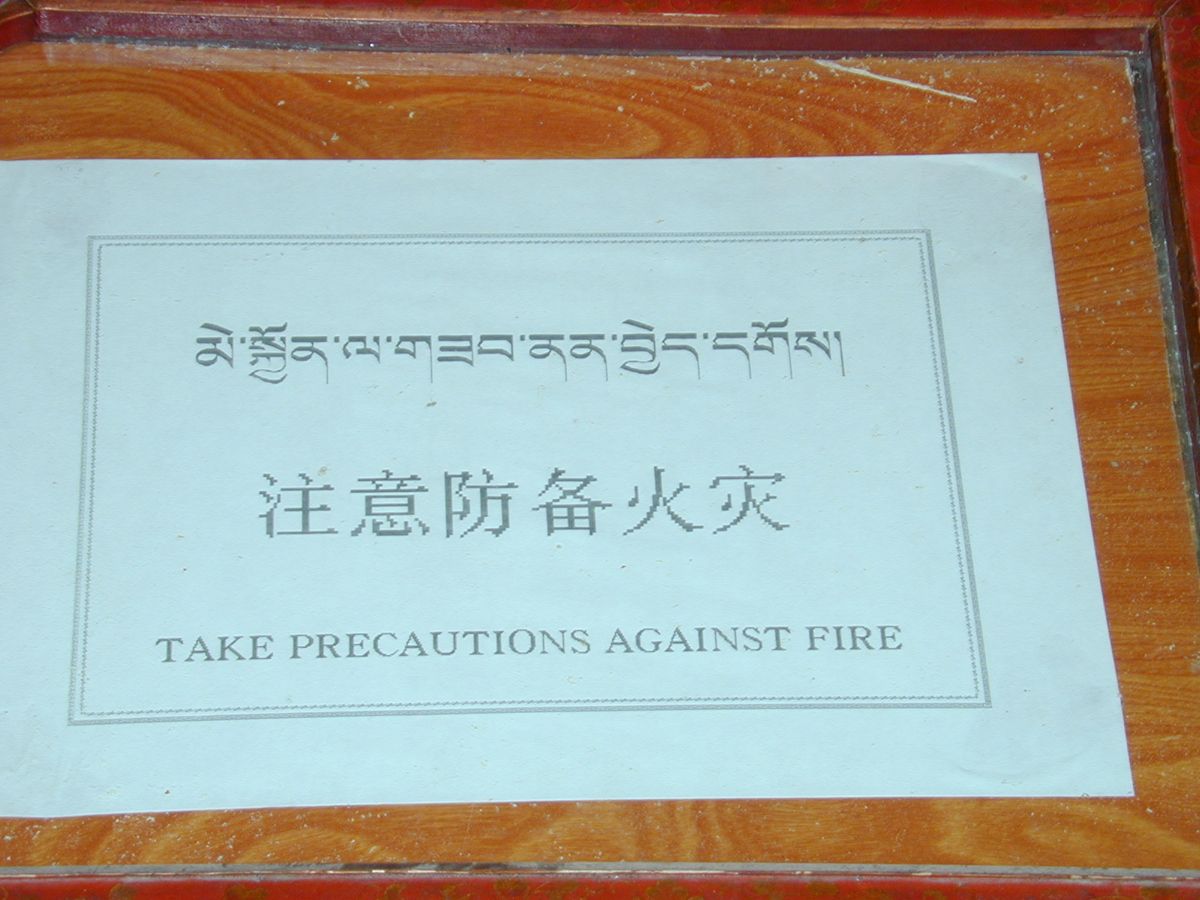 མེ་སྐྱོན་ལ་གཟབ་ནན་བྱེད་དགོས།
注意防备火灾
TAKE PRECAUTIONS AGAINST FIRE